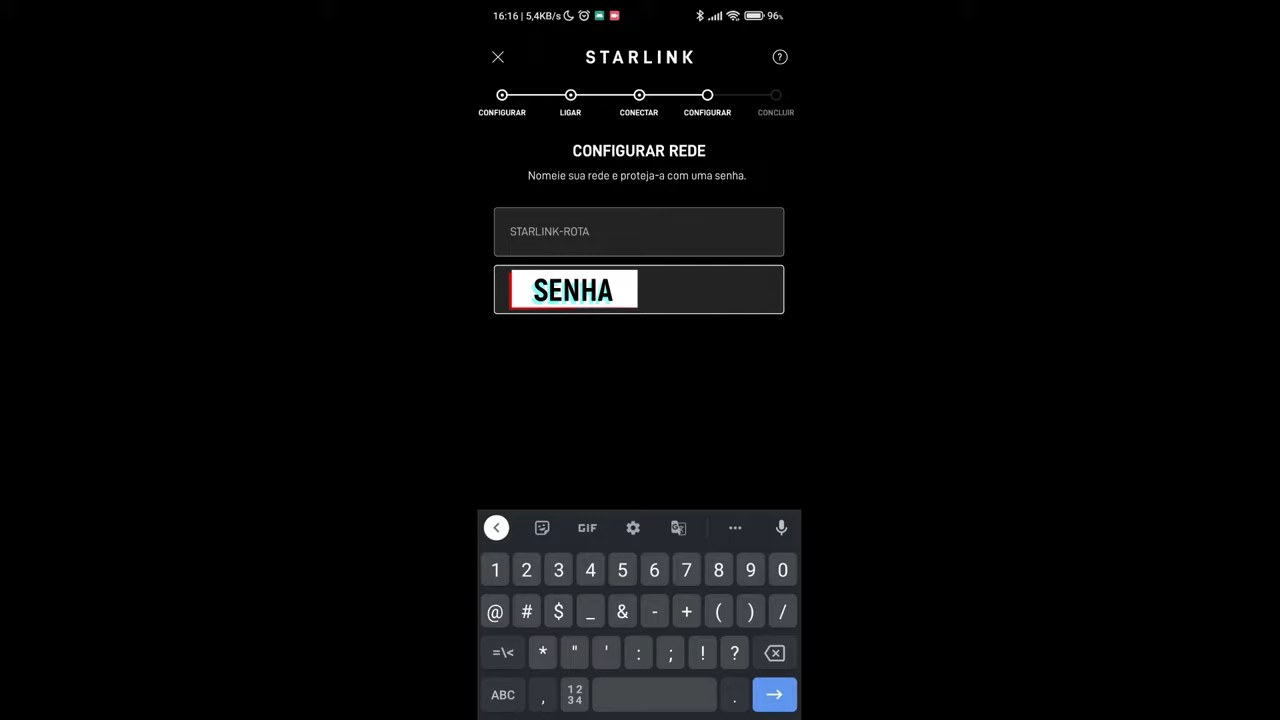 16:16 | 5,4KB/s 96%
STARLINK ?
CONFIGURAR LIGAR CONECTAR CONFIGURAR CONCLUIR
CONFIGURAR REDE
Nomeie sua rede e proteja-a com uma senha.
STARLINK-ROTA
SENHA
GIF
1 2 3 4 5 6 7 8 9 0
@ # $ _ & - + ( ) /
=\< * " ' : ; ! ?
ABC , 12 34 .